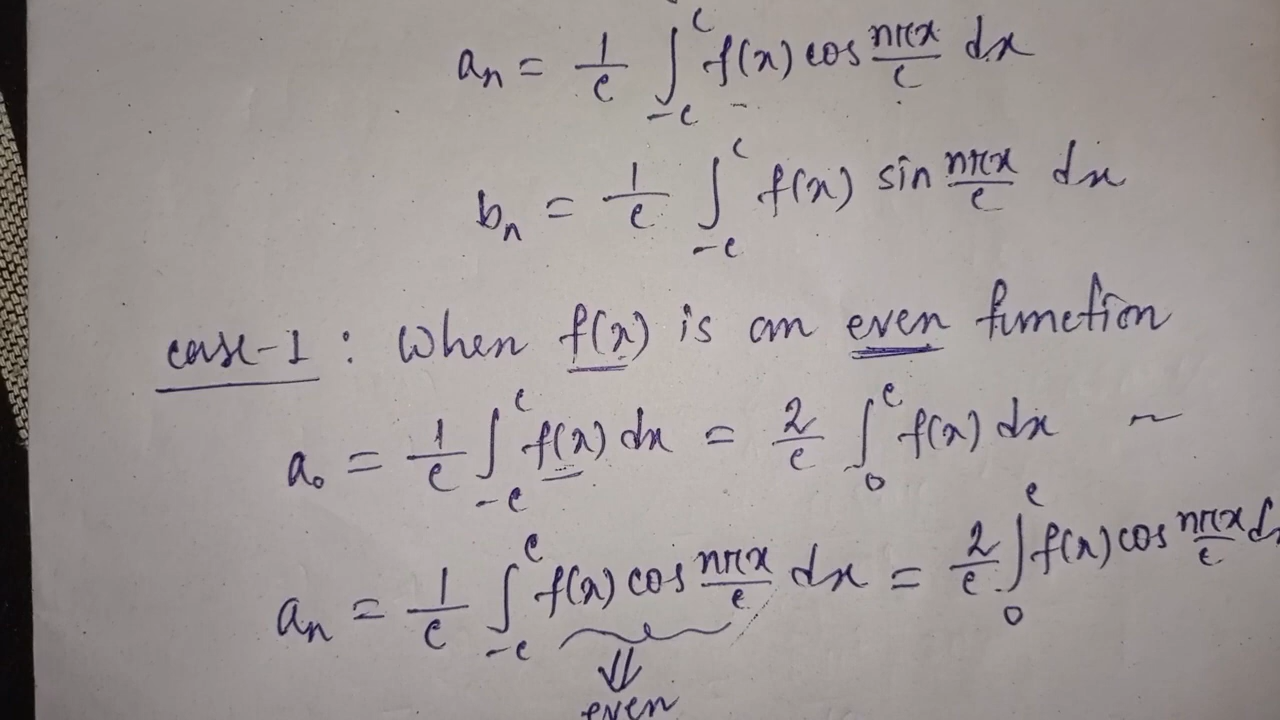 aₙ = 1/c ∫₋c^c f(x) cos nπx/c dx
bₙ = 1/c ∫₋c^c f(x) sin nπx/c dx
case-1 : When f(x) is an even function
a₀ = 1/c ∫₋c^c f(x) dx = 2/c ∫₀^c f(x) dx ~
aₙ = 1/c ∫₋c^c f(x) cos nπx/c dx = 2/c ∫₀^c f(x) cos nπx/c d
⇓
even